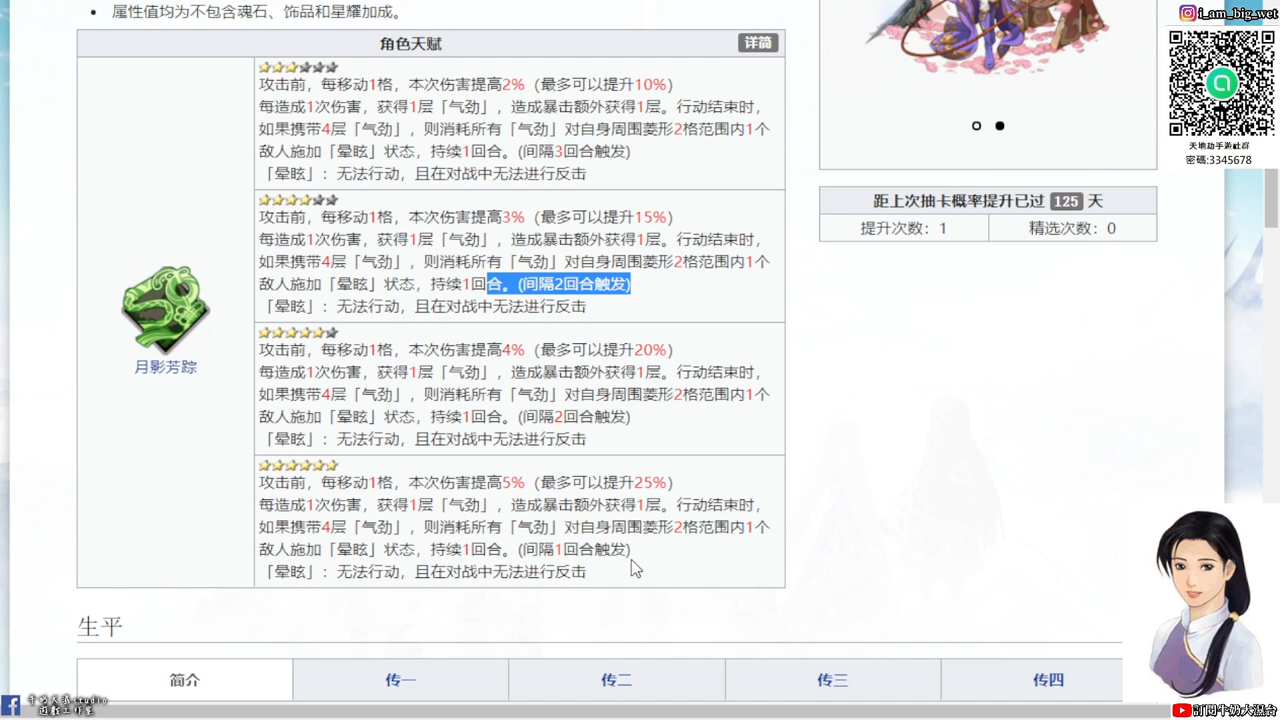 属性值均为不包含魂石、饰品和星耀加成。
角色天赋
详简
攻击前，每移动1格，本次伤害提高2%（最多可以提升10%）
每造成1次伤害，获得1层「气劲」，造成暴击额外获得1层。行动结束时，
如果携带4层「气劲」，则消耗所有「气劲」对自身周围菱形2格范围内1个
敌人施加「晕眩」状态，持续1回合。(间隔3回合触发)
「晕眩」：无法行动，且在对战中无法进行反击
攻击前，每移动1格，本次伤害提高3%（最多可以提升15%）
每造成1次伤害，获得1层「气劲」，造成暴击额外获得1层。行动结束时，
如果携带4层「气劲」，则消耗所有「气劲」对自身周围菱形2格范围内1个
敌人施加「晕眩」状态，持续1回合。(间隔2回合触发)
「晕眩」：无法行动，且在对战中无法进行反击
月影芳踪
攻击前，每移动1格，本次伤害提高4%（最多可以提升20%）
每造成1次伤害，获得1层「气劲」，造成暴击额外获得1层。行动结束时，
如果携带4层「气劲」，则消耗所有「气劲」对自身周围菱形2格范围内1个
敌人施加「晕眩」状态，持续1回合。(间隔2回合触发)
「晕眩」：无法行动，且在对战中无法进行反击
攻击前，每移动1格，本次伤害提高5%（最多可以提升25%）
每造成1次伤害，获得1层「气劲」，造成暴击额外获得1层。行动结束时，
如果携带4层「气劲」，则消耗所有「气劲」对自身周围菱形2格范围内1个
敌人施加「晕眩」状态，持续1回合。(间隔1回合触发)
「晕眩」：无法行动，且在对战中无法进行反击
生平
简介
传一
传二
传三
传四
距上次抽卡概率提升已过 125 天
提升次数：1
精选次数：0
i_am_big_wet
天地劫手遊社群
密碼:3345678
studio
遊戲工作室
訂閱牛奶大濕台